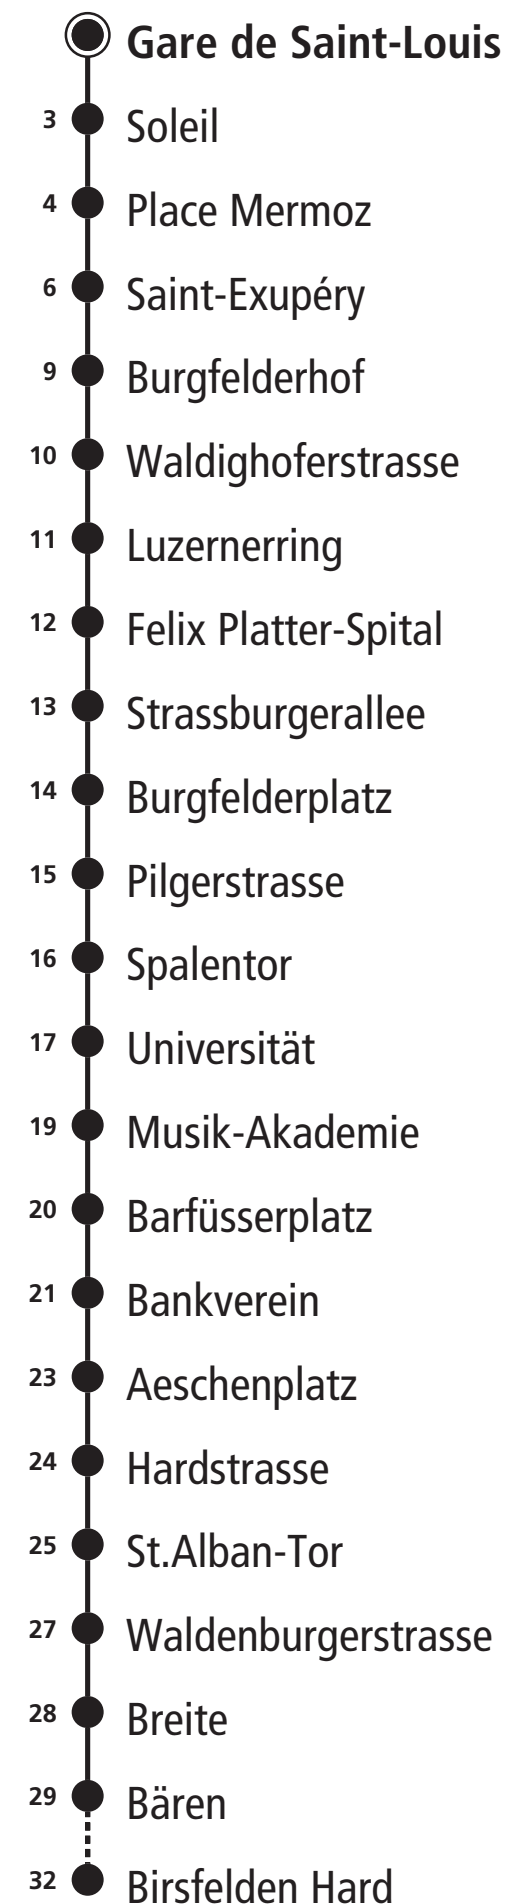 Gare de Saint-Louis
3 Soleil
4 Place Mermoz
6 Saint-Exupéry
9 Burgfelderhof
10 Waldighoferstrasse
11 Luzernerring
12 Felix Platter-Spital
13 Strassburgerallee
14 Burgfelderplatz
15 Pilgerstrasse
16 Spalentor
17 Universität
19 Musik-Akademie
20 Barfüsserplatz
21 Bankverein
23 Aeschenplatz
24 Hardstrasse
25 St.Alban-Tor
27 Waldenburgerstrasse
28 Breite
29 Bären
32 Birsfelden Hard